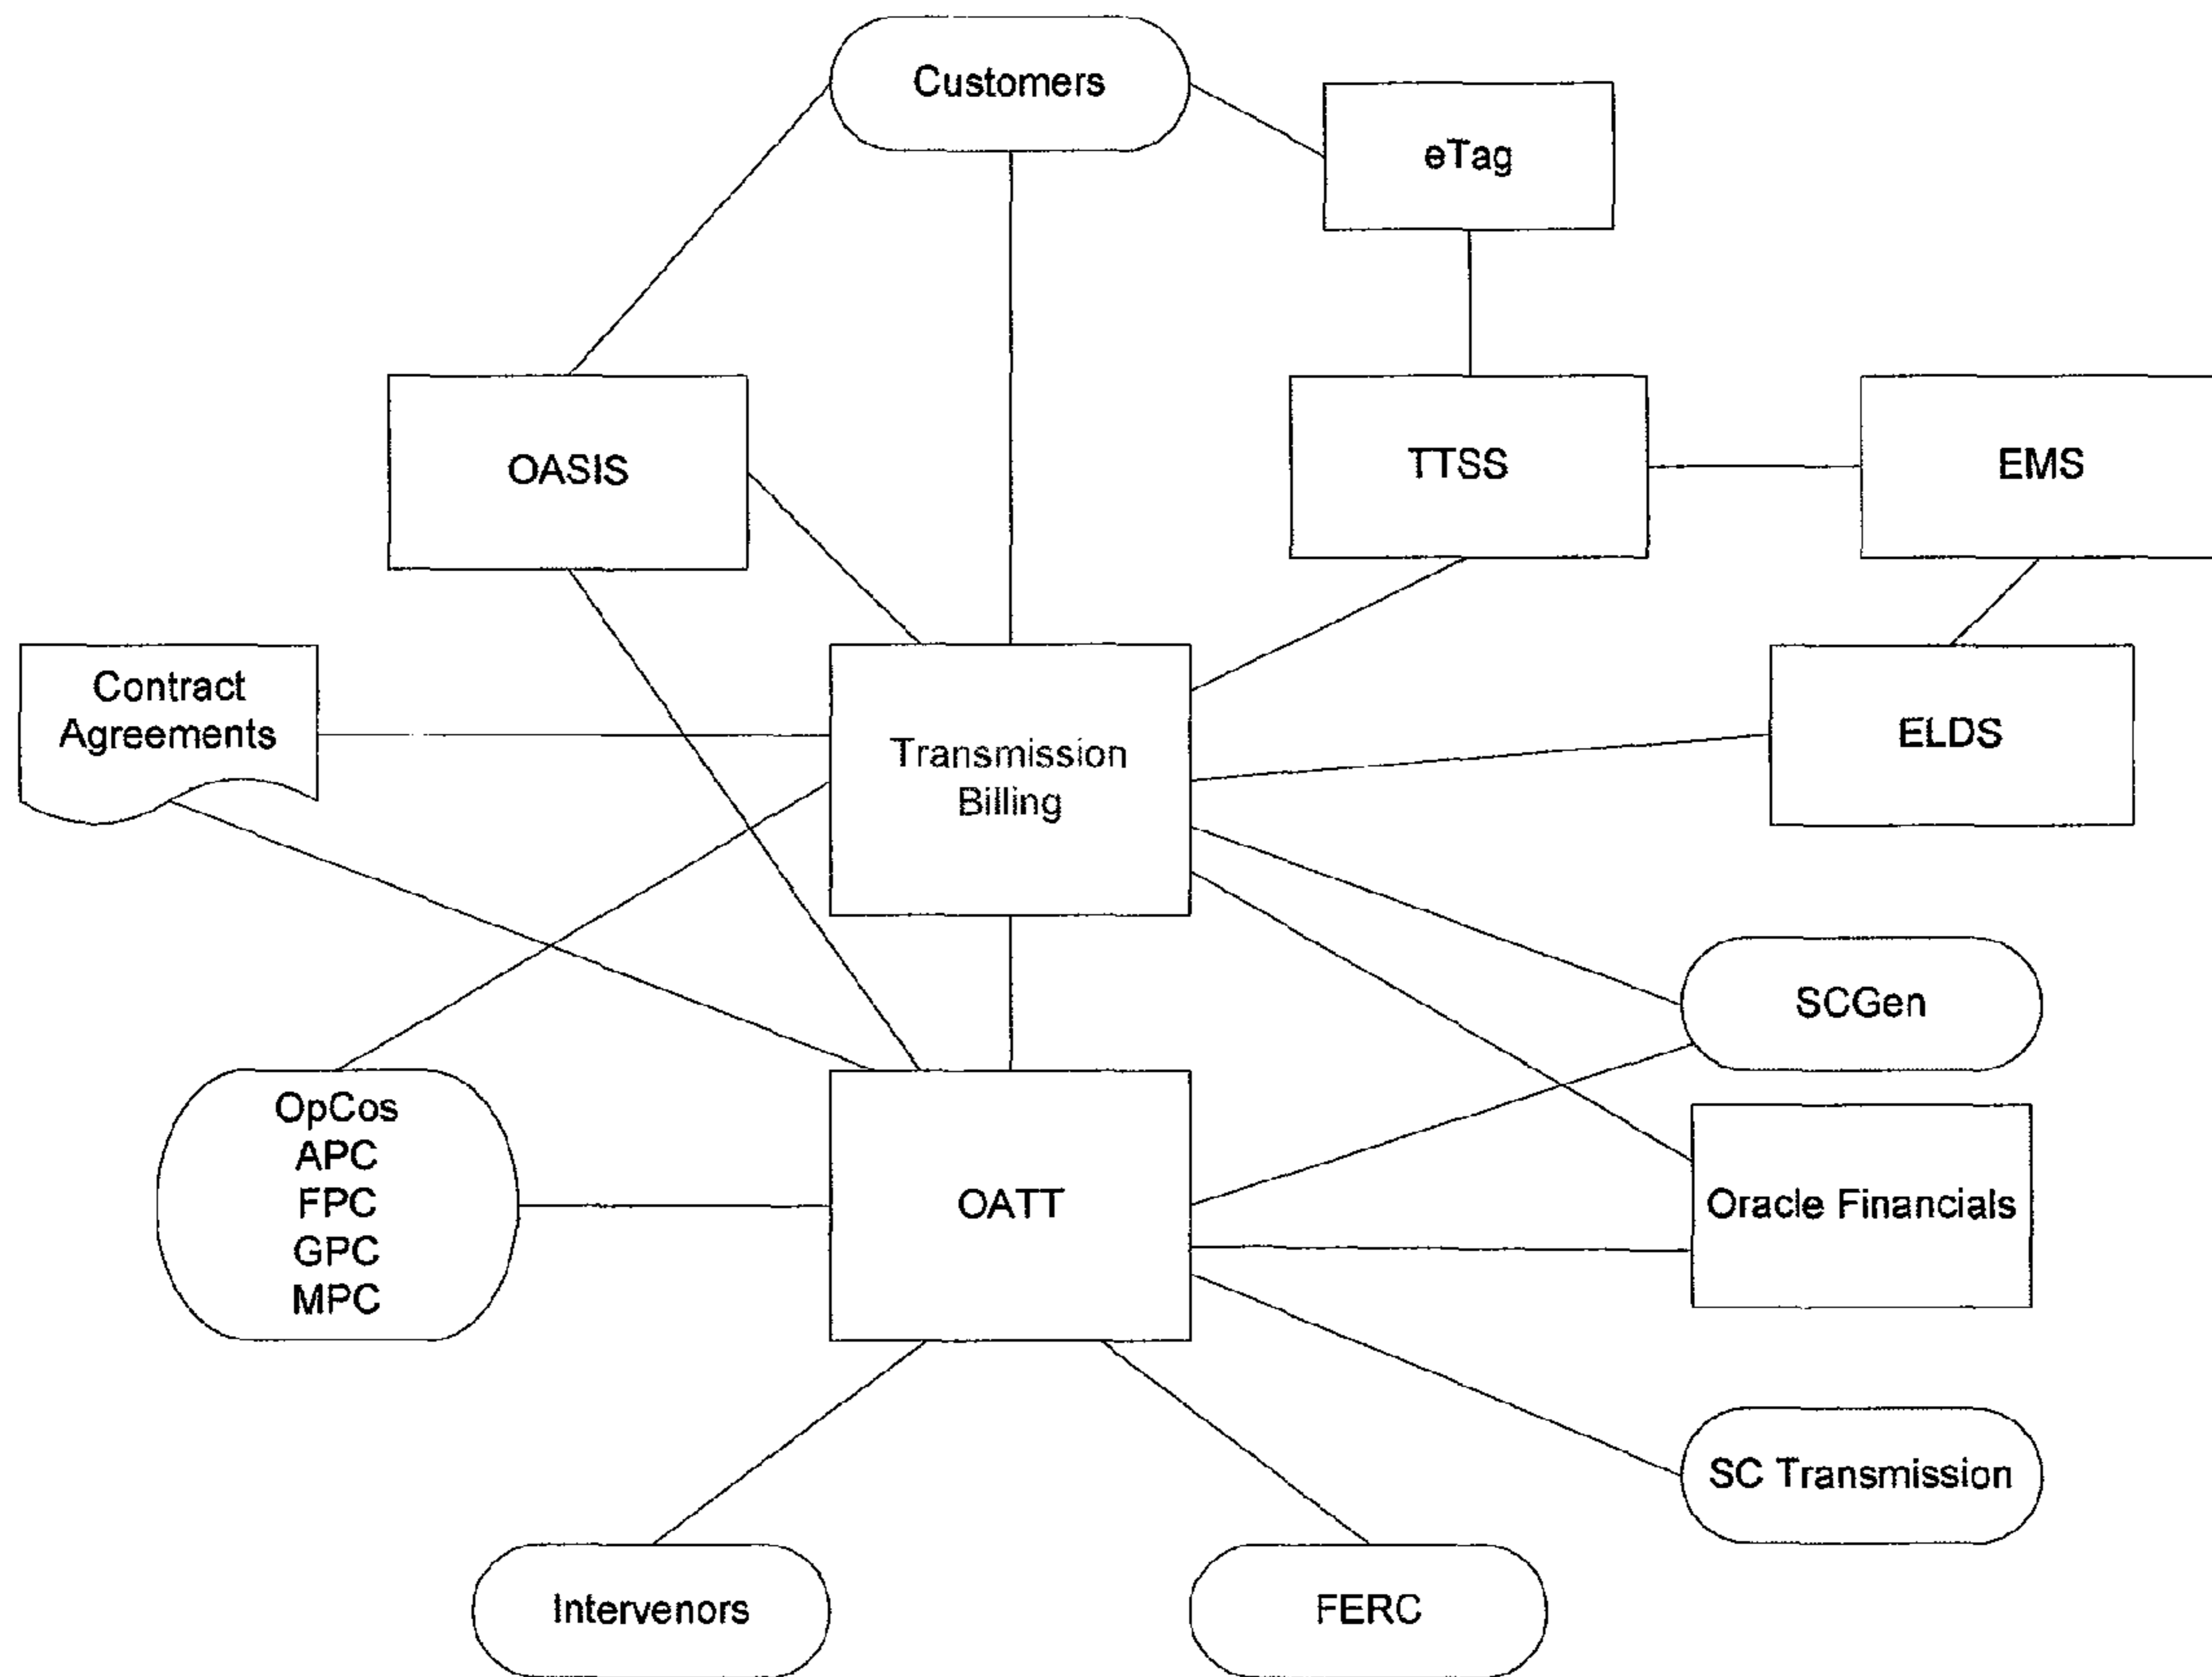 Customers
eTag
OASIS
TTSS
EMS
Contract
Agreements
Transmission
Billing
ELDS
SCGen
OpCos
APC
FPC
GPC
MPC
OATT
Oracle Financials
SC Transmission
Intervenors
FERC